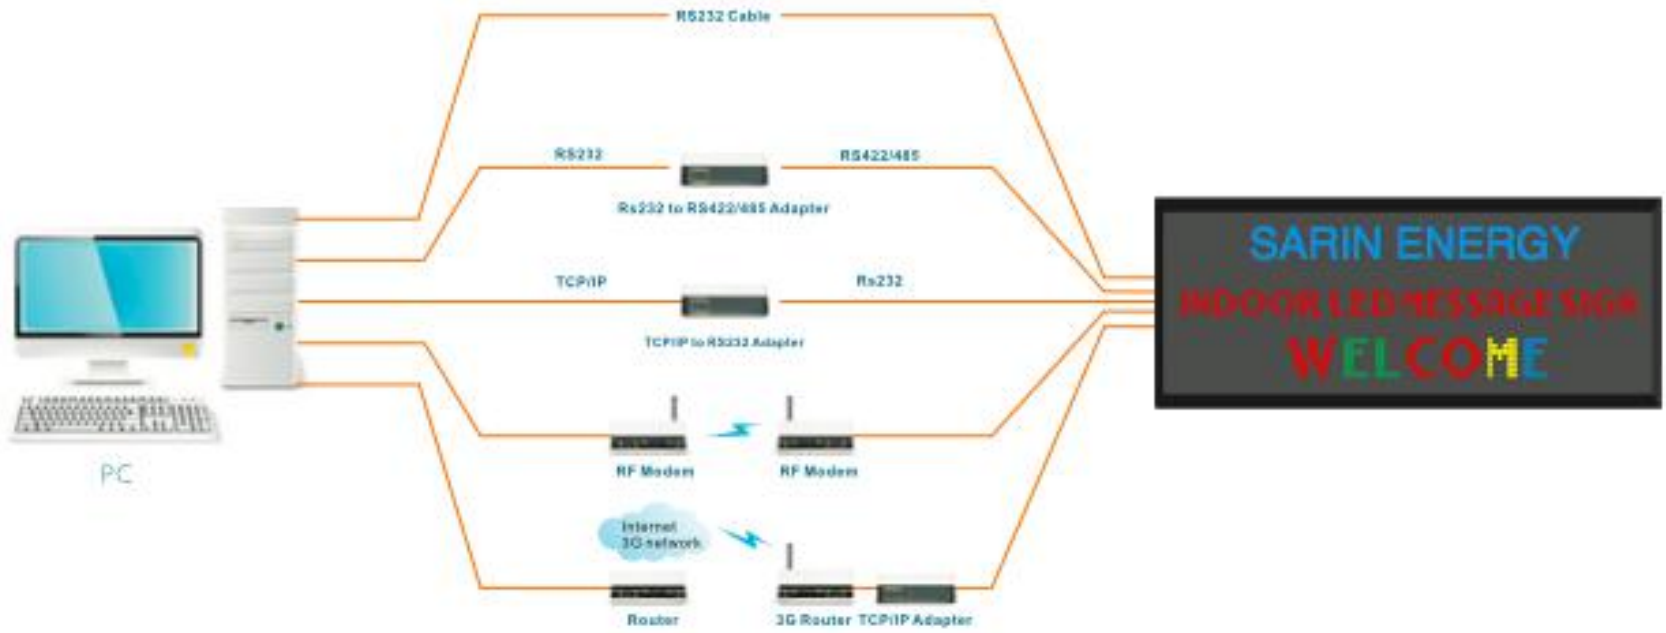 RS232 Cable
RS232
RS422/485
Rs232 to RS422/485 Adapter
TCP/IP
Rs232
TCP/IP to RS232 Adapter
SARIN ENERGY
INDOOR LED MESSAGE SIGN
WELCOME
PC
RF Modem
RF Modem
Internet
3G network
Router
3G Router
TCP/IP Adapter